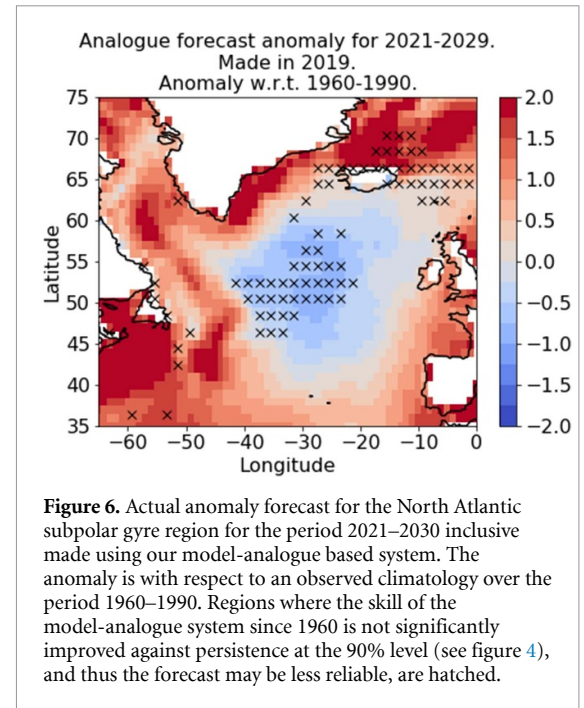 Analogue forecast anomaly for 2021-2029.
Made in 2019.
Anomaly w.r.t. 1960-1990.
75
70
65
60
55
50
45
40
35
Latitude
−60
−50
−40
−30
−20
−10
0
Longitude
2.0
1.5
1.0
0.5
0.0
−0.5
−1.0
−1.5
−2.0
Figure 6. Actual anomaly forecast for the North Atlantic
subpolar gyre region for the period 2021–2030 inclusive
made using our model-analogue based system. The
anomaly is with respect to an observed climatology over the
period 1960–1990. Regions where the skill of the
model-analogue system since 1960 is not significantly
improved against persistence at the 90% level (see figure 4),
and thus the forecast may be less reliable, are hatched.